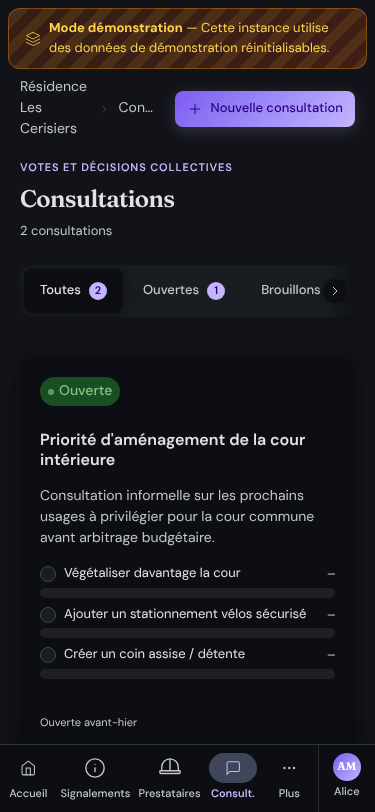 Mode démonstration — Cette instance utilise
des données de démonstration réinitialisables.
Résidence
Les
Cerisiers
Con...
Nouvelle consultation
VOTES ET DÉCISIONS COLLECTIVES
Consultations
2 consultations
Toutes 2
Ouvertes 1
Brouillons
Ouverte
Priorité d'aménagement de la cour
intérieure
Consultation informelle sur les prochains
usages à privilégier pour la cour commune
avant arbitrage budgétaire.
Végétaliser davantage la cour –
Ajouter un stationnement vélos sécurisé –
Créer un coin assise / détente –
Ouverte avant-hier
AM
Accueil Signalements Prestataires Consult. Plus Alice